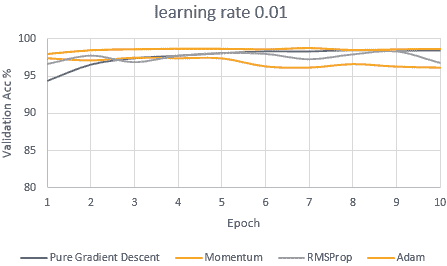 learning rate 0.01
Validation Acc %
100
95
90
85
80
1 2 3 4 5 6 7 8 9 10
Epoch
Pure Gradient Descent Momentum RMSProp Adam